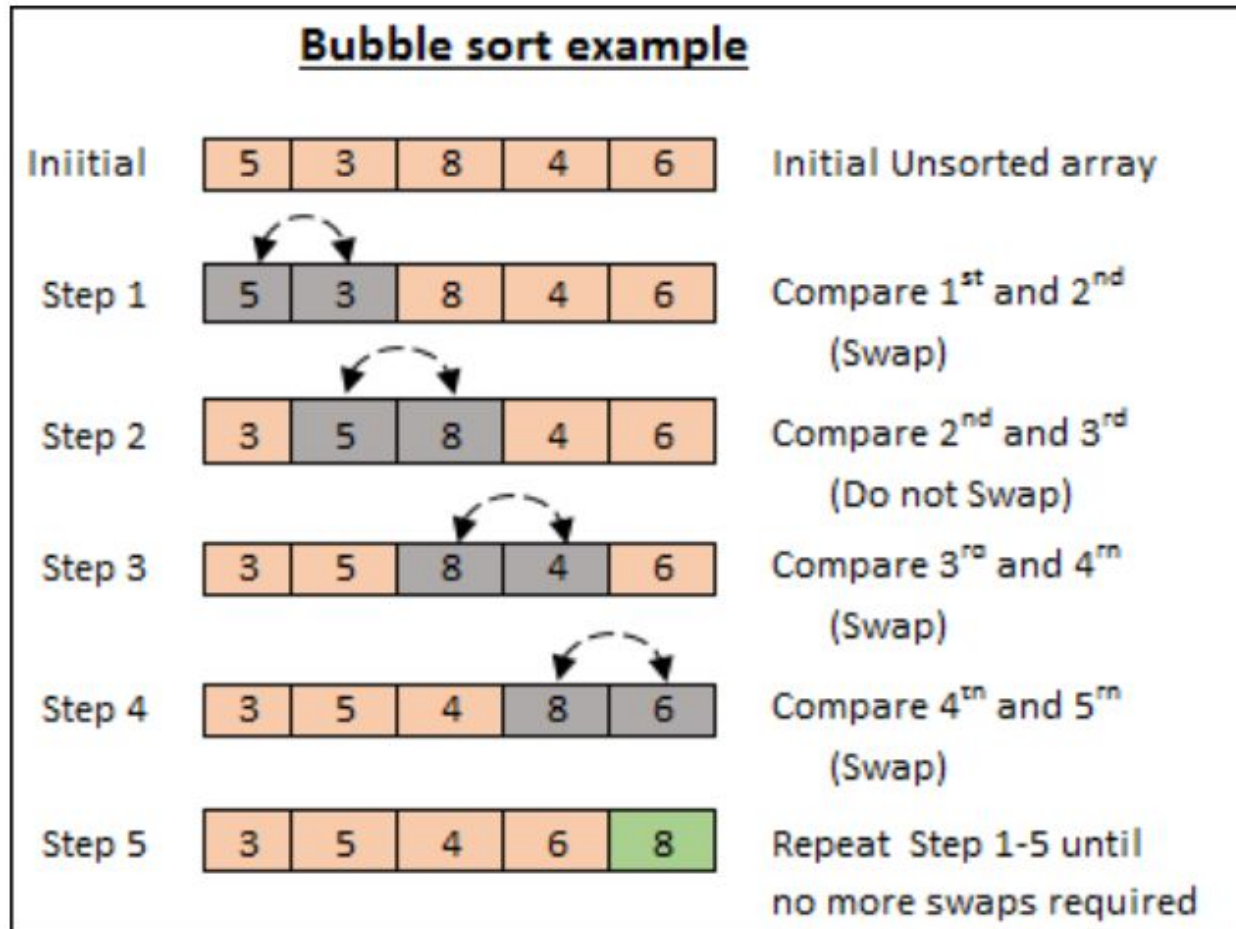 Bubble sort example
Iniitial 5 3 8 4 6 Initial Unsorted array
Step 1 5 3 8 4 6 Compare 1st and 2nd
(Swap)
Step 2 3 5 8 4 6 Compare 2nd and 3rd
(Do not Swap)
Step 3 3 5 8 4 6 Compare 3rd and 4th
(Swap)
Step 4 3 5 4 8 6 Compare 4th and 5th
(Swap)
Step 5 3 5 4 6 8 Repeat Step 1-5 until
no more swaps required